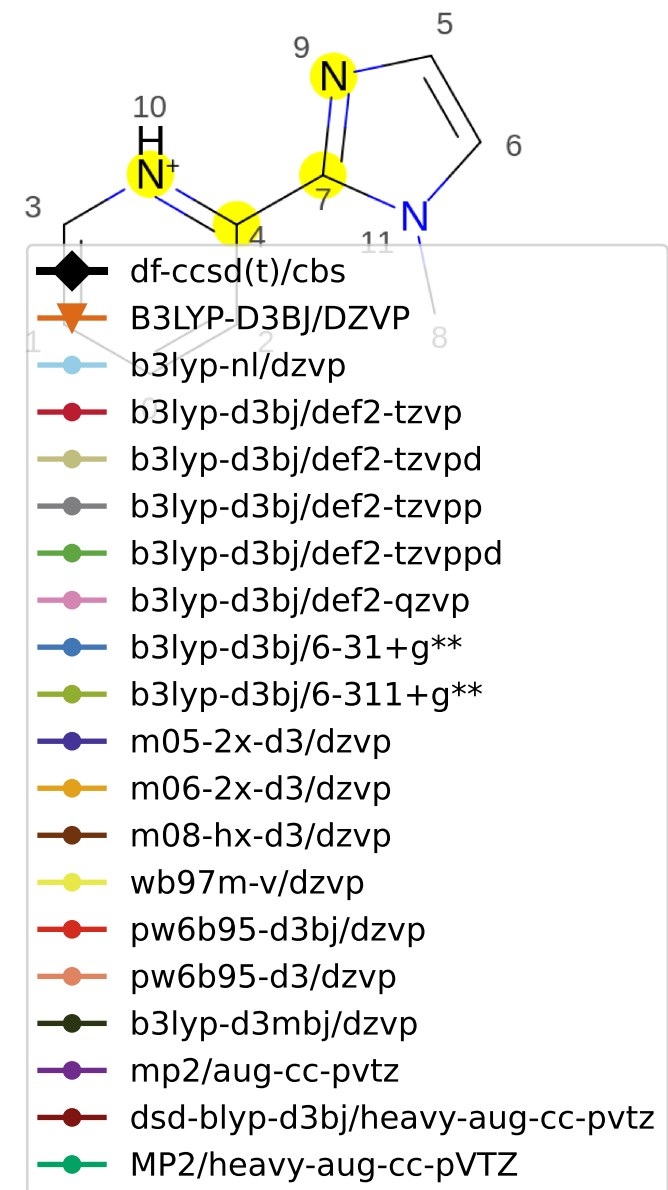 5
9
N
10
H
N+
6
7
3
N
4
11
df-ccsd(t)/cbs
B3LYP-D3BJ/DZVP
8
1
2
b3lyp-nl/dzvp
b3lyp-d3bj/def2-tzvp
b3lyp-d3bj/def2-tzvpd
b3lyp-d3bj/def2-tzvpp
b3lyp-d3bj/def2-tzvppd
b3lyp-d3bj/def2-qzvp
b3lyp-d3bj/6-31+g**
b3lyp-d3bj/6-311+g**
m05-2x-d3/dzvp
m06-2x-d3/dzvp
m08-hx-d3/dzvp
wb97m-v/dzvp
pw6b95-d3bj/dzvp
pw6b95-d3/dzvp
b3lyp-d3mbj/dzvp
mp2/aug-cc-pvtz
dsd-blyp-d3bj/heavy-aug-cc-pvtz
MP2/heavy-aug-cc-pVTZ